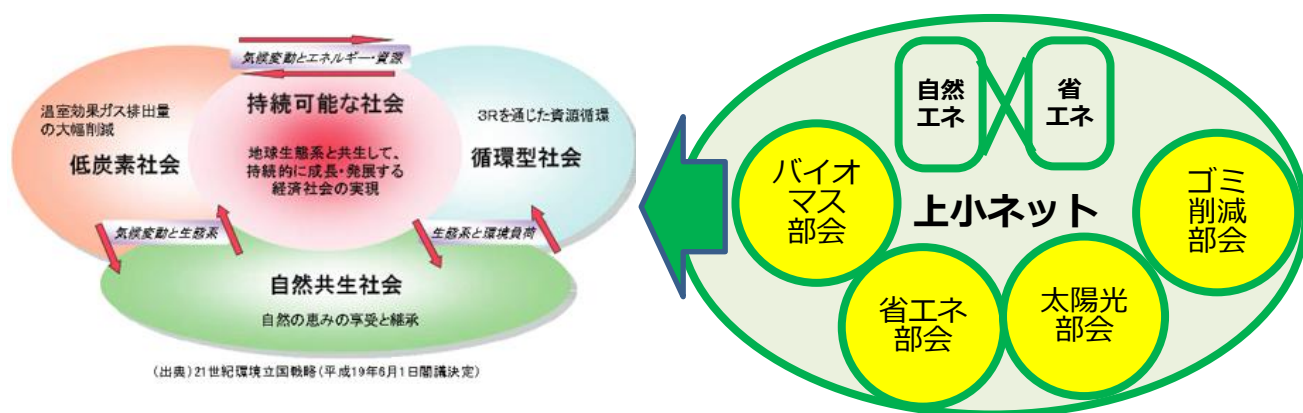 気候変動とエネルギー・資源
持続可能な社会
温室効果ガス排出量
の大幅削減
低炭素社会
地球生態系と共生して、
持続的に成長・発展する
経済社会の実現
3Rを通じた資源循環
循環型社会
気候変動と生態系
生態系と環境負荷
自然共生社会
自然の恵みの享受と継承
(出典)21世紀環境立国戦略(平成19年6月1日閣議決定)
自然
エネ
省
エネ
上小ネット
バイオ
マス
部会
省エネ
部会
太陽光
部会
ゴミ
削減
部会